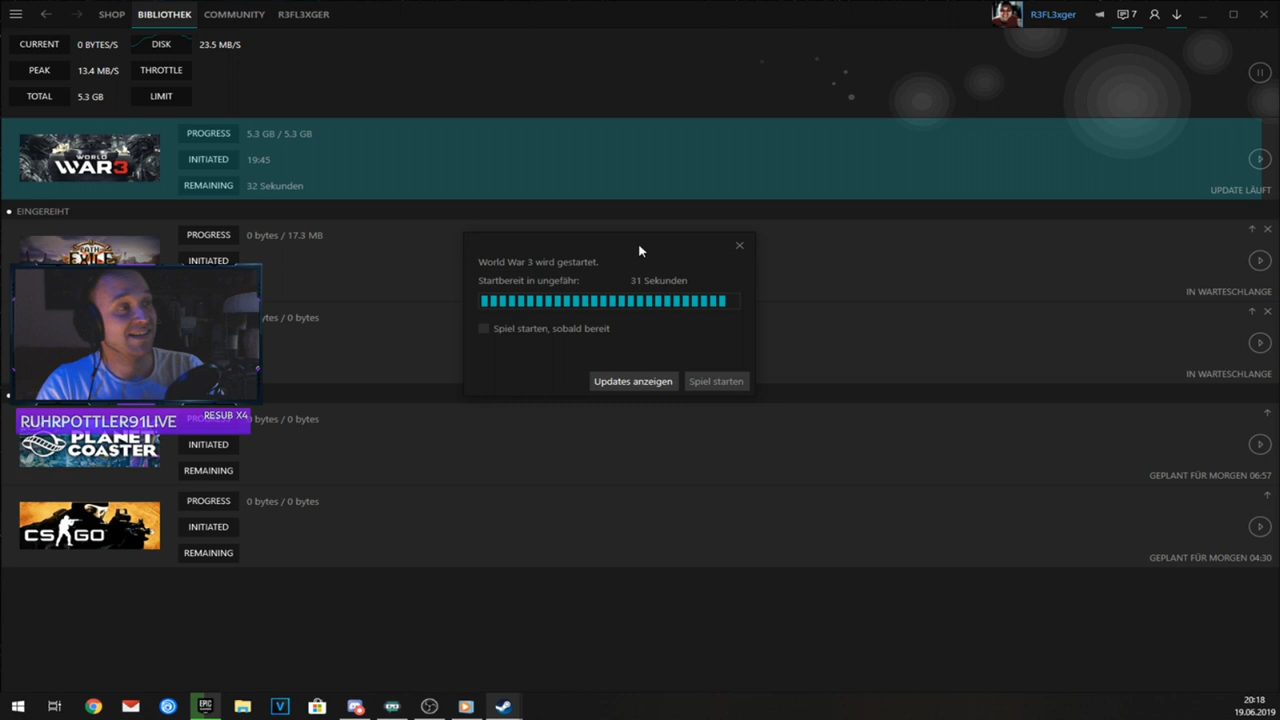 SHOP BIBLIOTHEK COMMUNITY R3FL3XGER R3FL3xger 7
CURRENT 0 BYTES/S DISK 23.5 MB/S
PEAK 13.4 MB/S THROTTLE
TOTAL 5.3 GB LIMIT
WORLD WAR 3
PROGRESS 5.3 GB / 5.3 GB
INITIATED 19:45
REMAINING 32 Sekunden
UPDATE LÄUFT
EINGEREIHT
PROGRESS 0 bytes / 17.3 MB
INITIATED
IN WARTESCHLANGE
World War 3 wird gestartet.
Startbereit in ungefähr: 31 Sekunden
Spiel starten, sobald bereit
Updates anzeigen Spiel starten
/ 0 bytes
IN WARTESCHLANGE
RUHRPOTTLER91LIVE RESUB X4
PROGRESS bytes / 0 bytes
PLANET COASTER
INITIATED
REMAINING
GEPLANT FÜR MORGEN 06:57
CS GO
PROGRESS 0 bytes / 0 bytes
INITIATED
REMAINING
GEPLANT FÜR MORGEN 04:30
EPIC V
20:18
19.06.2019